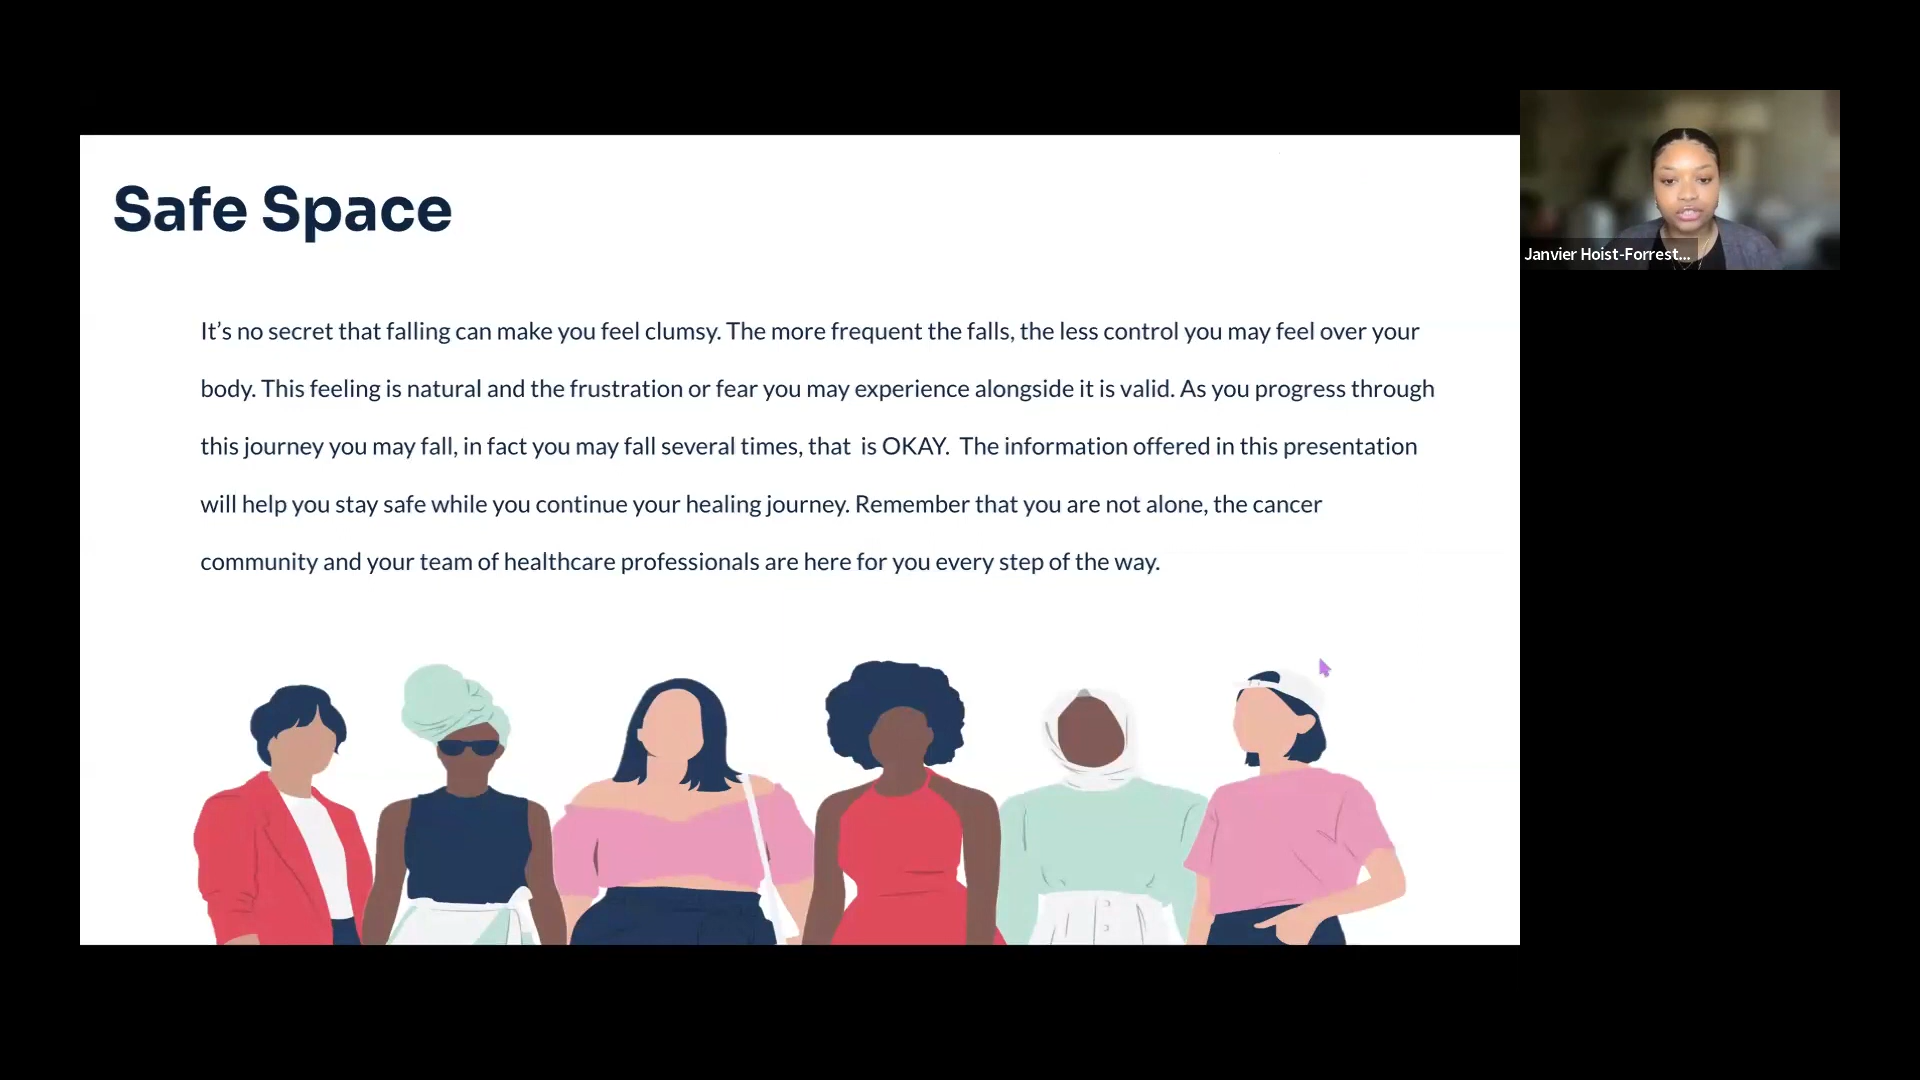 Safe Space
It’s no secret that falling can make you feel clumsy. The more frequent the falls, the less control you may feel over your
body. This feeling is natural and the frustration or fear you may experience alongside it is valid. As you progress through
this journey you may fall, in fact you may fall several times, that  is OKAY.  The information offered in this presentation
will help you stay safe while you continue your healing journey. Remember that you are not alone, the cancer
community and your team of healthcare professionals are here for you every step of the way.
Janvier Hoist-Forrest...